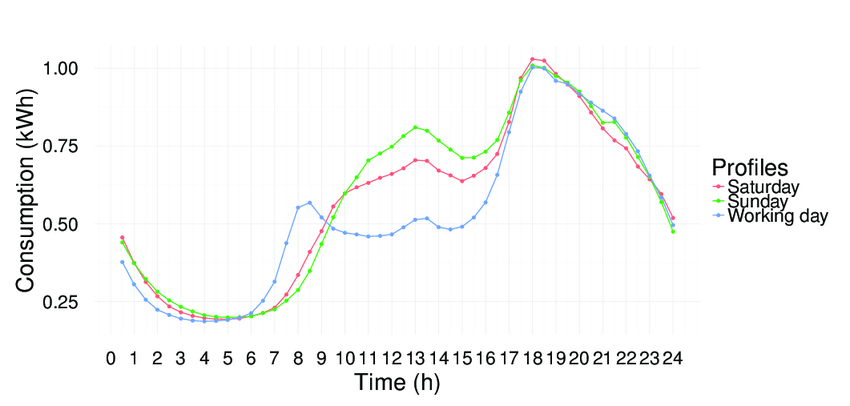 1.00
0.75
0.50
0.25
Consumption (kWh)
0 1 2 3 4 5 6 7 8 9 10 11 12 13 14 15 16 17 18 19 20 21 22 23 24
Time (h)
Profiles
Saturday
Sunday
Working day